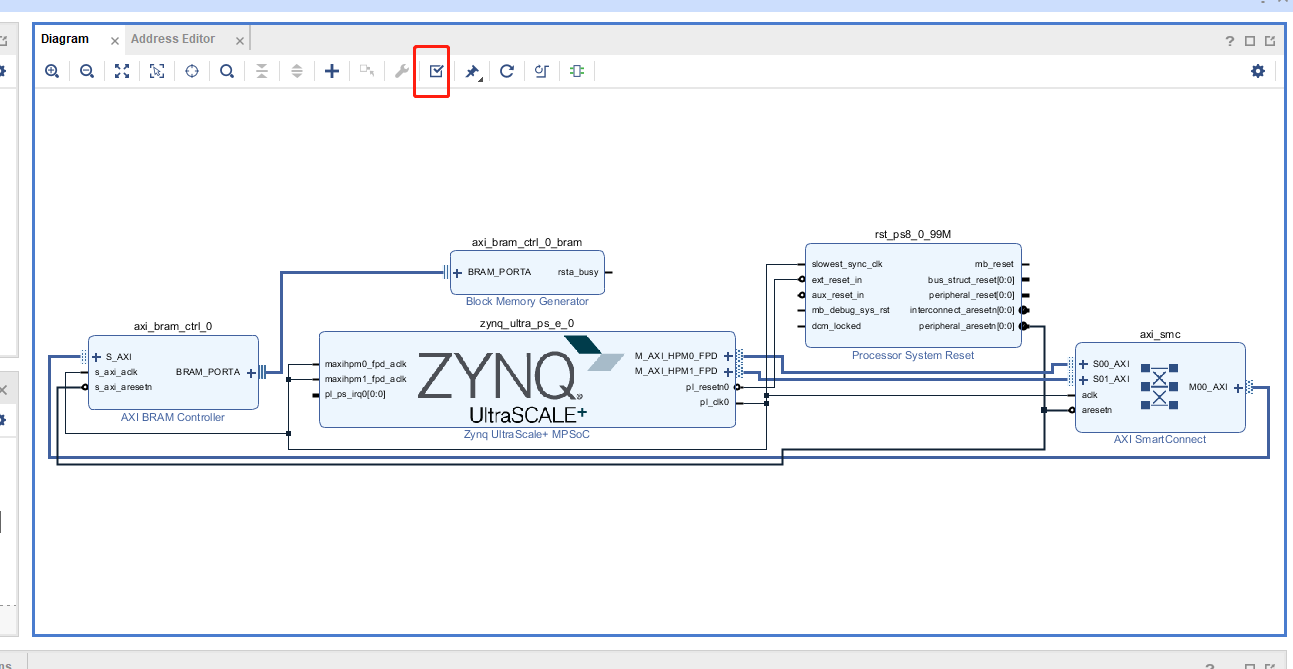 Diagram
Address Editor
axi_bram_ctrl_0_bram
BRAM_PORTA
rsta_busy
Block Memory Generator
rst_ps8_0_99M
slowest_sync_clk
mb_reset
ext_reset_in
bus_struct_reset[0:0]
aux_reset_in
peripheral_reset[0:0]
mb_debug_sys_rst
interconnect_aresetn[0:0]
dcm_locked
peripheral_aresetn[0:0]
Processor System Reset
axi_bram_ctrl_0
S_AXI
s_axi_aclk
BRAM_PORTA
s_axi_aresetn
AXI BRAM Controller
zynq_ultra_ps_e_0
maxihpm0_fpd_aclk
M_AXI_HPM0_FPD
maxihpm1_fpd_aclk
M_AXI_HPM1_FPD
pl_ps_irq0[0:0]
pl_resetn0
pl_clk0
ZYNQ
UltraSCALE+
Zynq UltraScale+ MPSoC
axi_smc
S00_AXI
S01_AXI
M00_AXI
aclk
aresetn
AXI SmartConnect